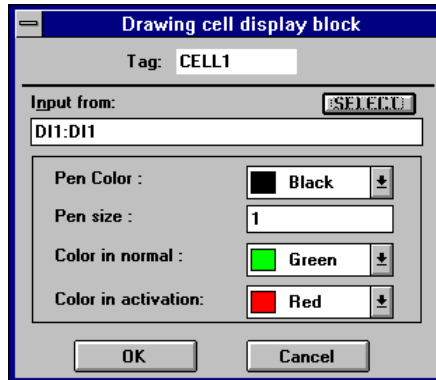 Drawing cell display block
Tag: CELL1
Input from: SELECT
DI1:DI1
Pen Color : Black
Pen size : 1
Color in normal : Green
Color in activation: Red
OK Cancel